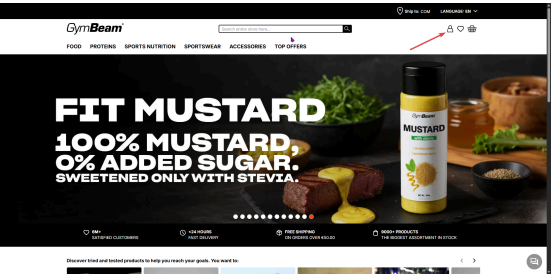 Ship to: COM LANGUAGE: EN
GymBeam
Search entire store here...
FOOD PROTEINS SPORTS NUTRITION SPORTSWEAR ACCESSORIES TOP OFFERS
FIT MUSTARD
100% MUSTARD,
0% ADDED SUGAR.
SWEETENED ONLY WITH STEVIA.
GymBeam
MUSTARD
6M+
SATISFIED CUSTOMERS
<24 HOURS
FAST DELIVERY
FREE SHIPPING
ON ORDERS OVER €50.00
9000+ PRODUCTS
THE BIGGEST ASSORTMENT IN STOCK
Discover tried and tested products to help you reach your goals. You want to: